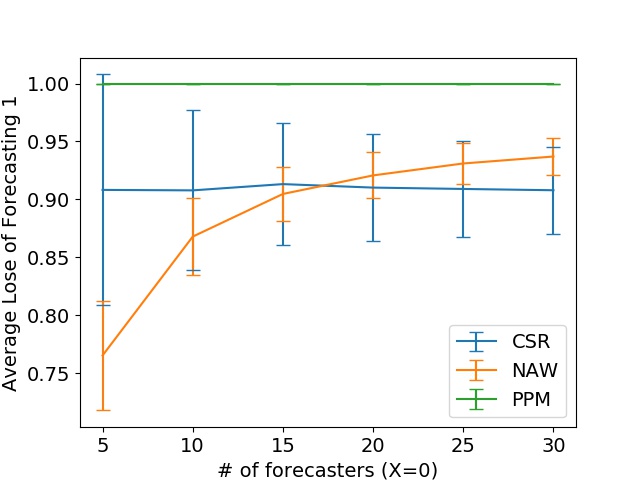 Average Lose of Forecasting 1
1.00
0.95
0.90
0.85
0.80
0.75
5 10 15 20 25 30
# of forecasters (X=0)
CSR
NAW
PPM